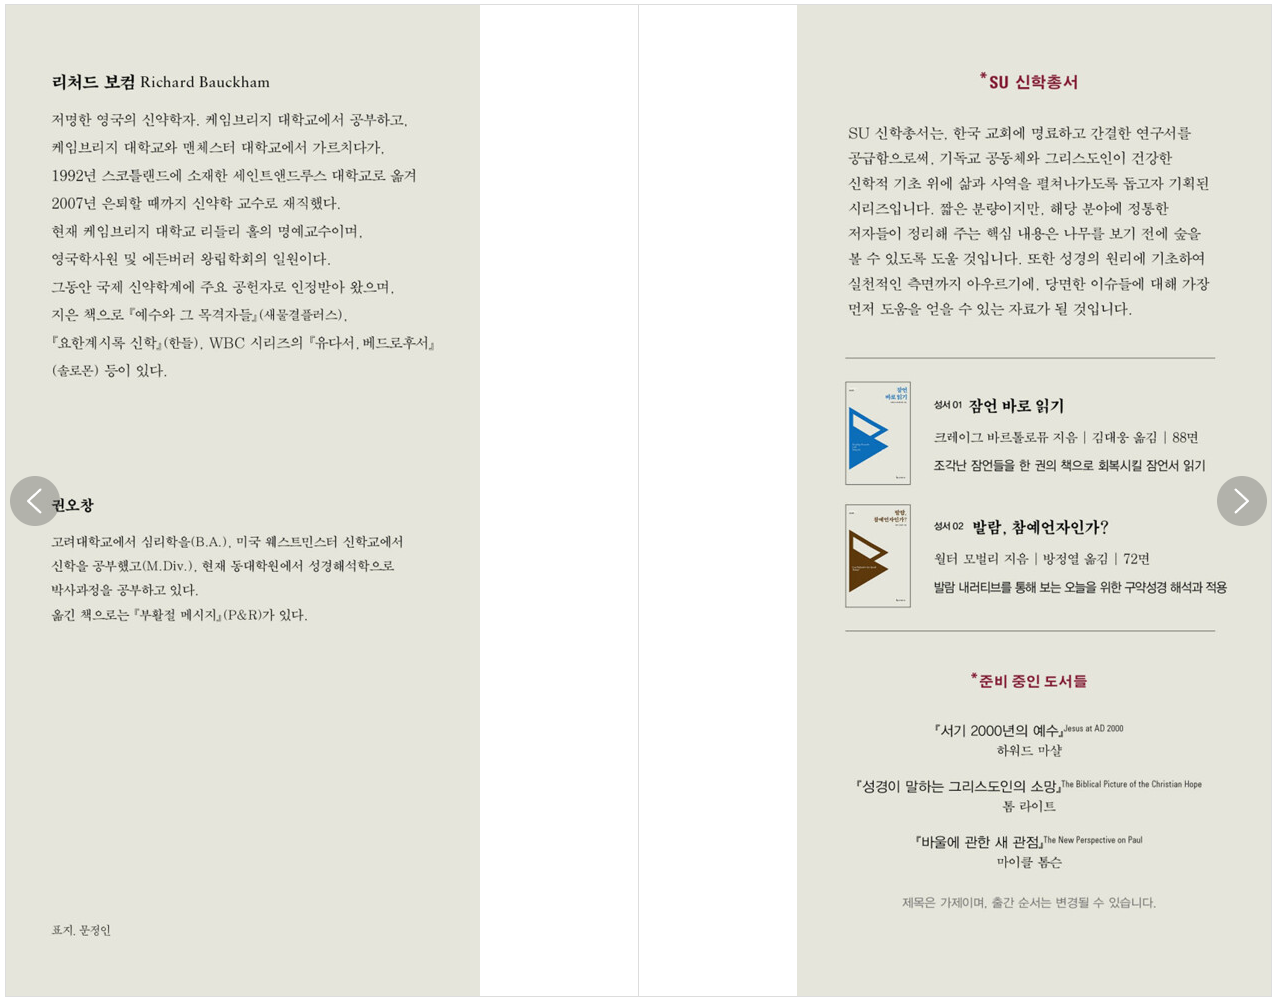 리처드 보컴 Richard Bauckham
저명한 영국의 신약학자. 케임브리지 대학교에서 공부하고,
케임브리지 대학교와 맨체스터 대학교에서 가르치다가,
1992년 스코틀랜드에 소재한 세인트앤드루스 대학교로 옮겨
2007년 은퇴할 때까지 신약학 교수로 재직했다.
현재 케임브리지 대학교 리들리 홀의 명예교수이며,
영국학사원 및 에든버러 왕립학회의 일원이다.
그동안 국제 신약학계에 주요 공헌자로 인정받아 왔으며,
지은 책으로 『예수와 그 목격자들』(새물결플러스),
『요한계시록 신학』(한들), WBC 시리즈의 『유다서, 베드로후서』
(솔로몬) 등이 있다.
권오창
고려대학교에서 심리학을(B.A.), 미국 웨스트민스터 신학교에서
신학을 공부했고(M.Div.), 현재 동대학원에서 성경해석학으로
박사과정을 공부하고 있다.
옮긴 책으로는 『부활절 메시지』(P&R)가 있다.
표지. 문정인
*SU 신학총서
SU 신학총서는, 한국 교회에 명료하고 간결한 연구서를
공급함으로써, 기독교 공동체와 그리스도인이 건강한
신학적 기초 위에 삶과 사역을 펼쳐나가도록 돕고자 기획된
시리즈입니다. 짧은 분량이지만, 해당 분야에 정통한
저자들이 정리해 주는 핵심 내용은 나무를 보기 전에 숲을
볼 수 있도록 도울 것입니다. 또한 성경의 원리에 기초하여
실천적인 측면까지 아우르기에, 당면한 이슈들에 대해 가장
먼저 도움을 얻을 수 있는 자료가 될 것입니다.
잠언
바로 읽기
성서 01 잠언 바로 읽기
크레이그 바르톨로뮤 지음 | 김대웅 옮김 | 88면
조각난 잠언들을 한 권의 책으로 회복시킬 잠언서 읽기
발람,
참예언자인가?
성서 02 발람, 참예언자인가?
월터 모벌리 지음 | 방정열 옮김 | 72면
발람 내러티브를 통해 보는 오늘을 위한 구약성경 해석과 적용
*준비 중인 도서들
『서기 2000년의 예수』Jesus at AD 2000
하워드 마샬
『성경이 말하는 그리스도인의 소망』The Biblical Picture of the Christian Hope
톰 라이트
『바울에 관한 새 관점』The New Perspective on Paul
마이클 톰슨
제목은 가제이며, 출간 순서는 변경될 수 있습니다.